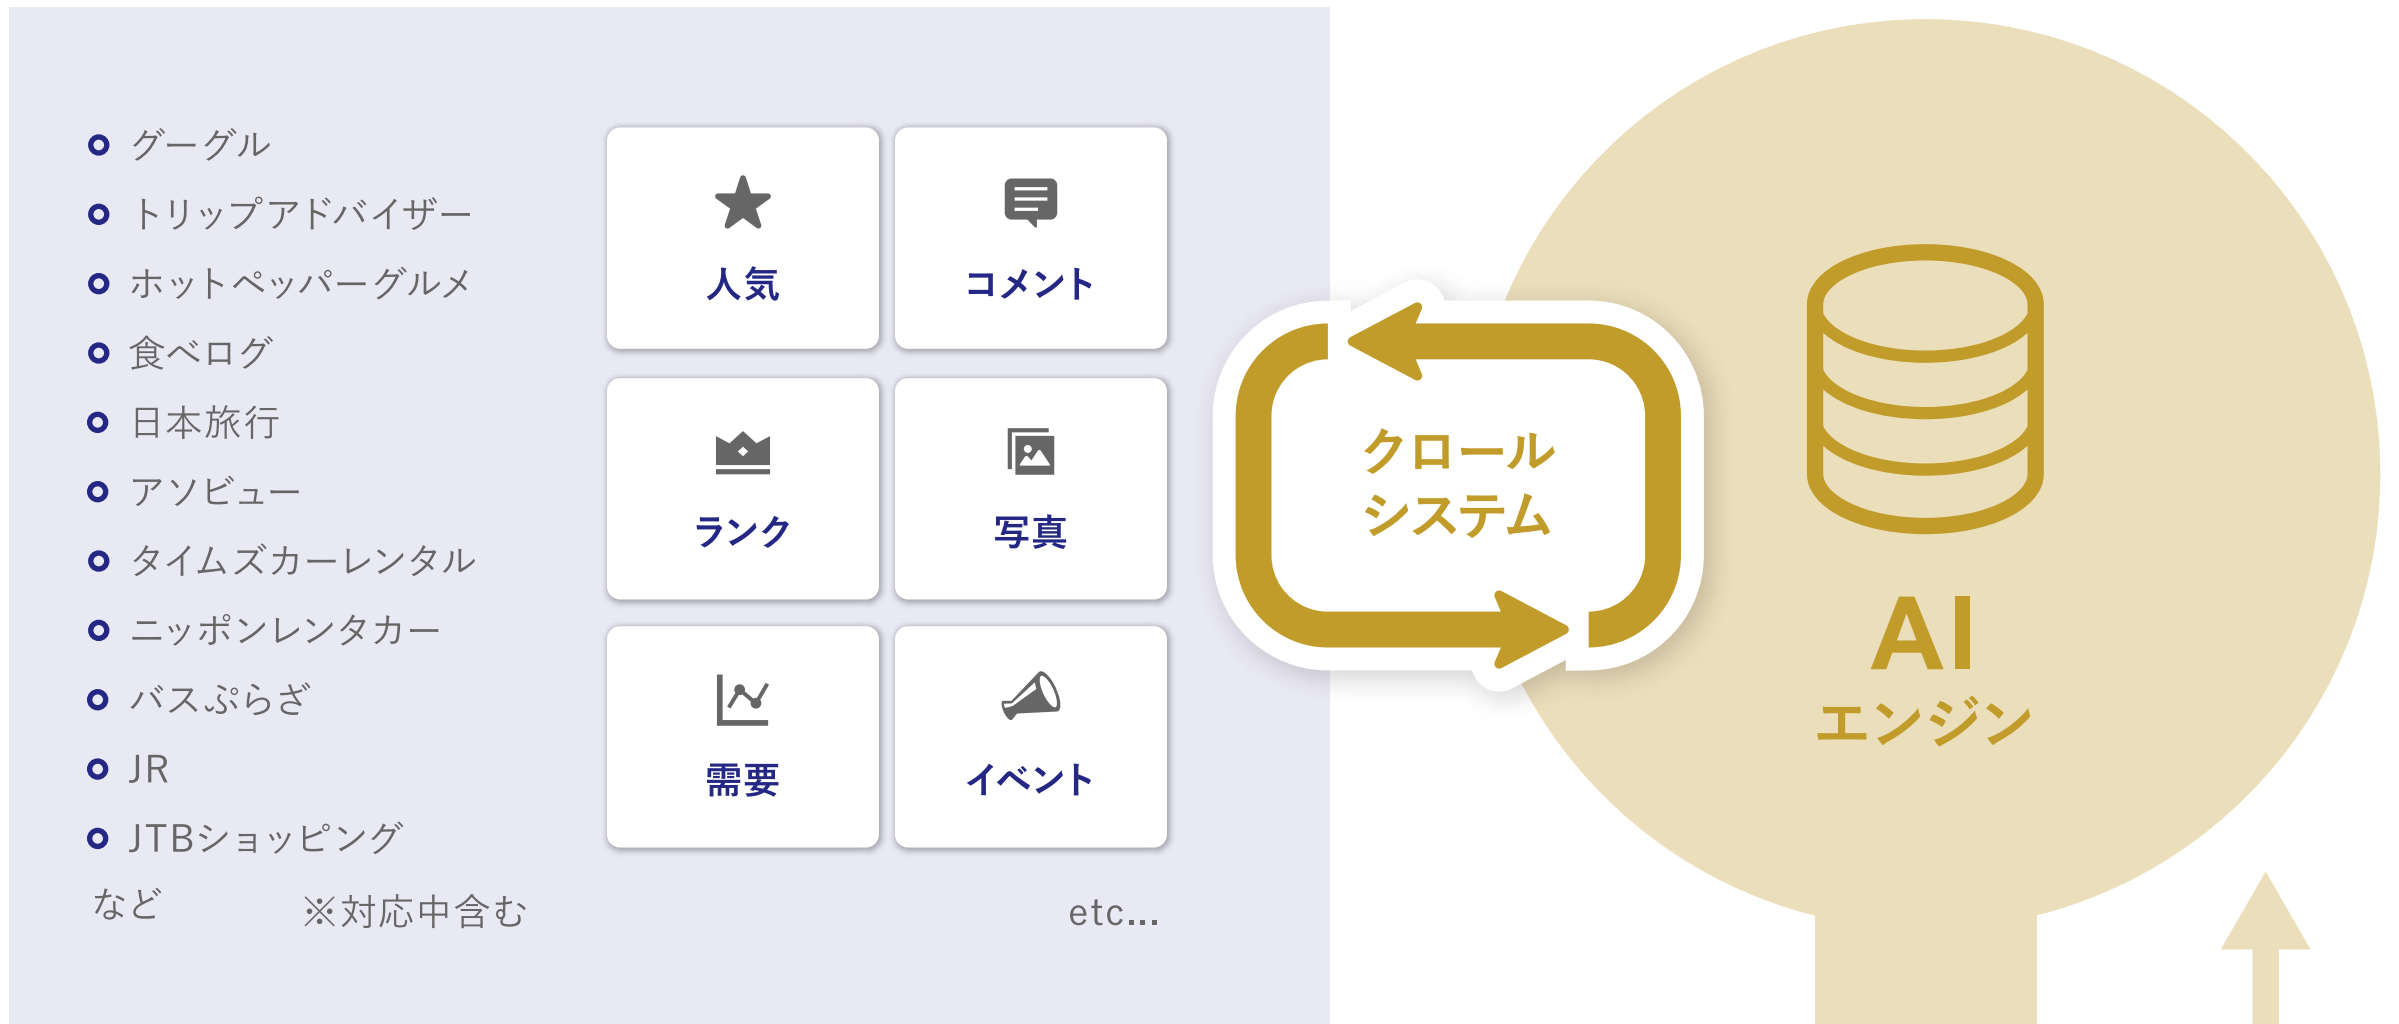 グーグル
トリップアドバイザー
ホットペッパーグルメ
食べログ
日本旅行
アソビュー
タイムズカーレンタル
ニッポンレンタカー
バスぷらざ
JR
JTBショッピング
など
※対応中含む
人気
コメント
ランク
写真
需要
イベント
etc...
クロール
システム
AI
エンジン